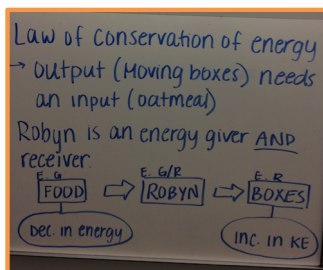 Law of conservation of energy
→ output (Moving boxes) needs
an input (oatmeal)
Robyn is an energy giver AND
receiver.
E. G E. G/R E. R
FOOD ⇨ ROBYN ⇨ BOXES
Dec. in energy inc. in KE